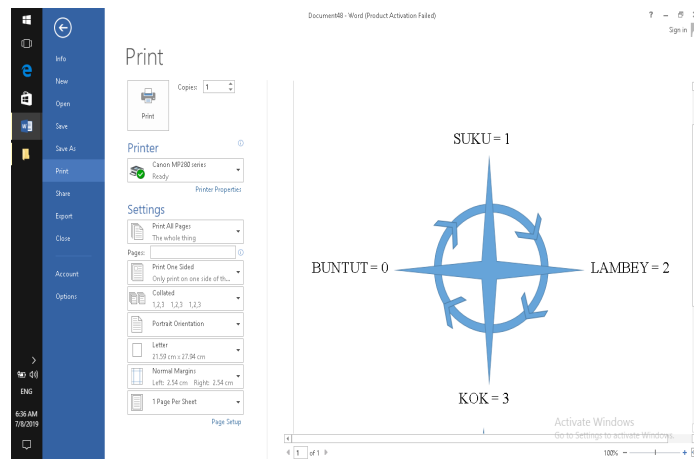 Document48 - Word (Product Activation Failed)
?
Sign in
Info
New
Open
Save
Save As
Print
Share
Export
Close
Account
Options
Print
Print
Copies: 1
Printer
Canon MP280 series
Ready
Printer Properties
Settings
Print All Pages
The whole thing
Pages:
Print One Sided
Only print on one side of th...
Collated
1,2,3 1,2,3 1,2,3
Portrait Orientation
Letter
21.59 cm x 27.94 cm
Normal Margins
Left: 2.54 cm Right: 2.54 cm
1 Page Per Sheet
Page Setup
SUKU = 1
BUNTUT = 0
LAMBEY = 2
KOK = 3
Activate Windows
Go to Settings to activate Windows.
1 of 1
100%
ENG
6:36 AM
7/8/2019